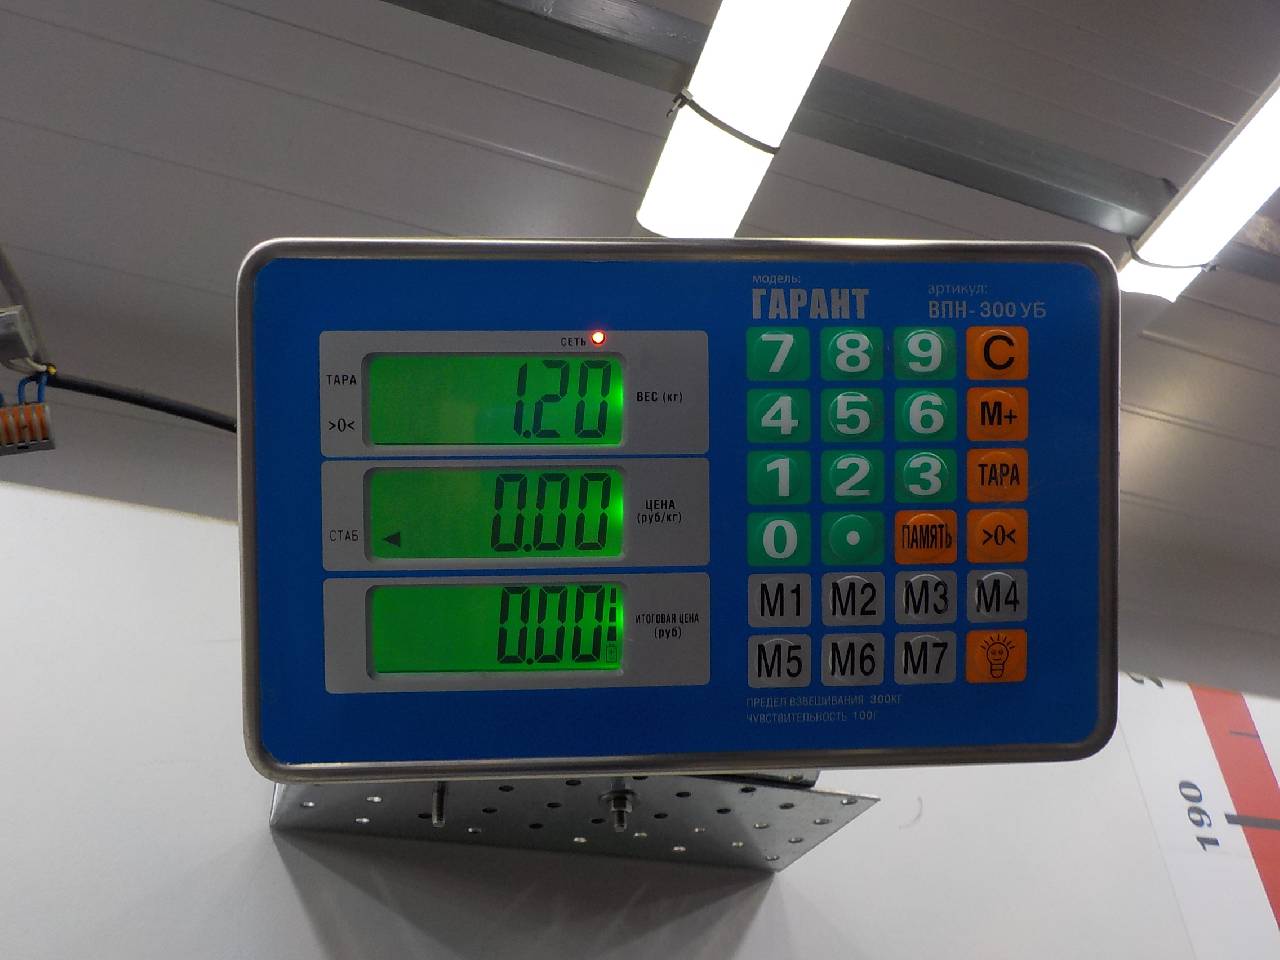 модель:
ГАРАНТ
артикул:
ВПН-300УБ
СЕТЬ
ТАРА
>0<
1.20
ВЕС (кг)
СТАБ
0.00
ЦЕНА
(руб/кг)
0.00
ИТОГОВАЯ ЦЕНА
(руб)
7 8 9 C
4 5 6 M+
1 2 3 ТАРА
0 . ПАМЯТЬ >0<
M1 M2 M3 M4
M5 M6 M7
ПРЕДЕЛ ВЗВЕШИВАНИЯ 300КГ
ЧУВСТВИТЕЛЬНОСТЬ 100Г
190